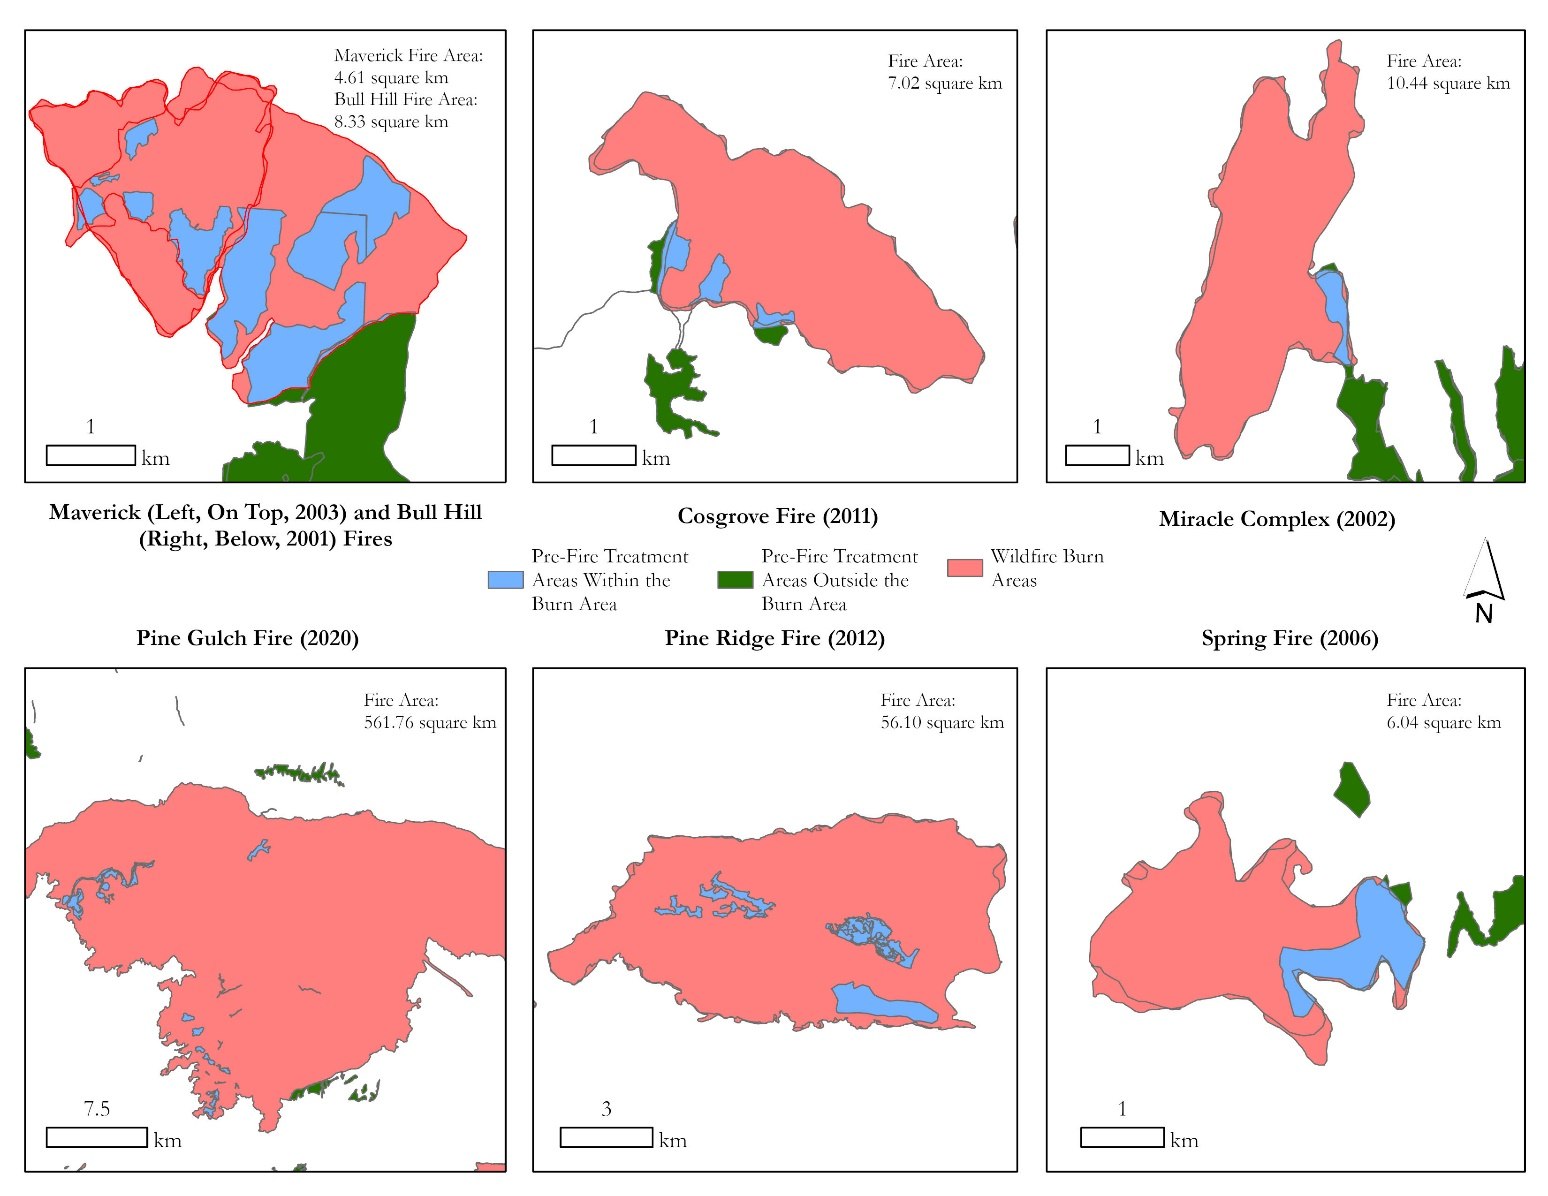 Maverick Fire Area:
4.61 square km
Bull Hill Fire Area:
8.33 square km
1
km
Fire Area:
7.02 square km
1
km
Fire Area:
10.44 square km
1
km
Maverick (Left, On Top, 2003) and Bull Hill
(Right, Below, 2001) Fires
Cosgrove Fire (2011)
Miracle Complex (2002)
Pre-Fire Treatment
Areas Within the
Burn Area
Pre-Fire Treatment
Areas Outside the
Burn Area
Wildfire Burn
Areas
N
Pine Gulch Fire (2020)
Pine Ridge Fire (2012)
Spring Fire (2006)
Fire Area:
561.76 square km
7.5
km
Fire Area:
56.10 square km
3
km
Fire Area:
6.04 square km
1
km